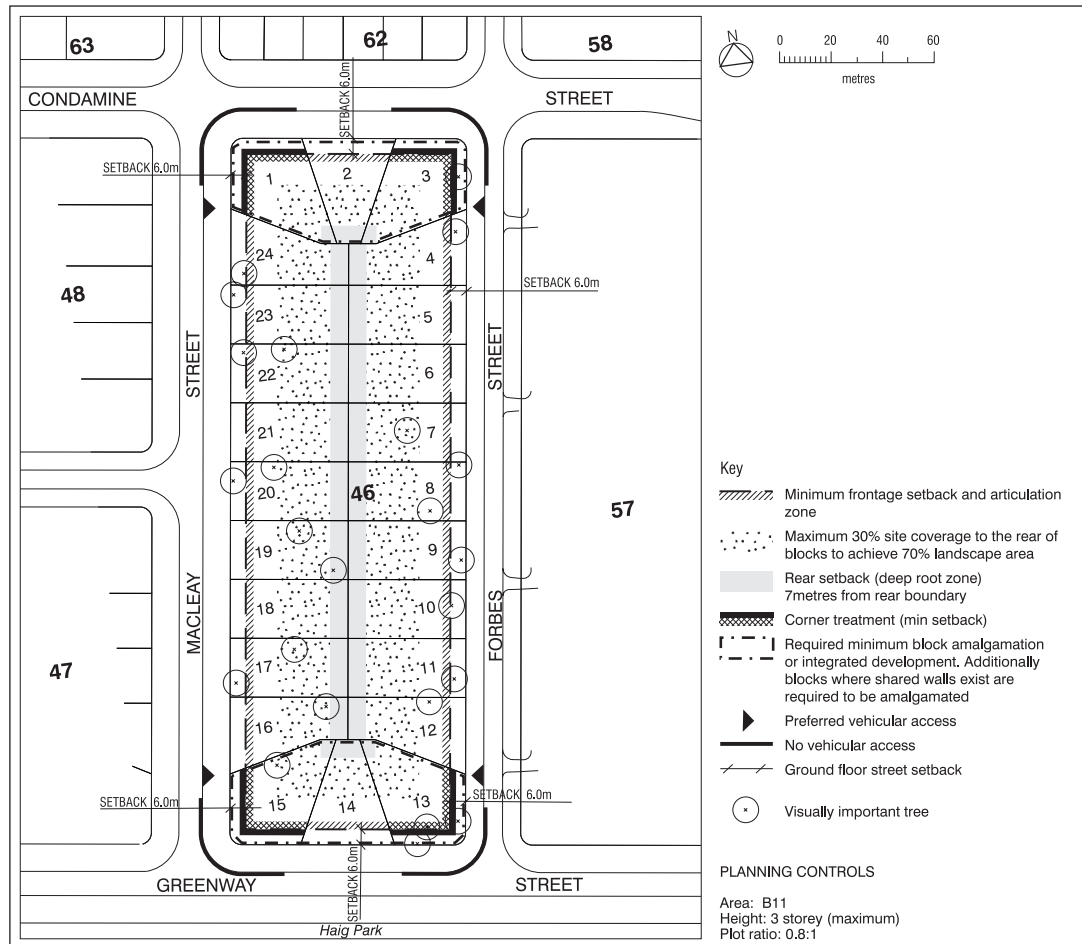 63
62
58
N
0 20 40 60
metres
CONDAMINE STREET
SETBACK 6.0m
SETBACK 6.0m
1
2
3
24
4
48
SETBACK 6.0m
23
5
STREET
STREET
22
6
21
7
20
46
8
57
19
9
MACLEAY
FORBES
18
10
47
17
11
16
12
15
14
13
SETBACK 6.0m
SETBACK 6.0m
SETBACK 6.0m
GREENWAY STREET
Haig Park
Key
Minimum frontage setback and articulation
zone
Maximum 30% site coverage to the rear of
blocks to achieve 70% landscape area
Rear setback (deep root zone)
7metres from rear boundary
Corner treatment (min setback)
Required minimum block amalgamation
or integrated development. Additionally
blocks where shared walls exist are
required to be amalgamated
Preferred vehicular access
No vehicular access
Ground floor street setback
Visually important tree
PLANNING CONTROLS
Area: B11
Height: 3 storey (maximum)
Plot ratio: 0.8:1